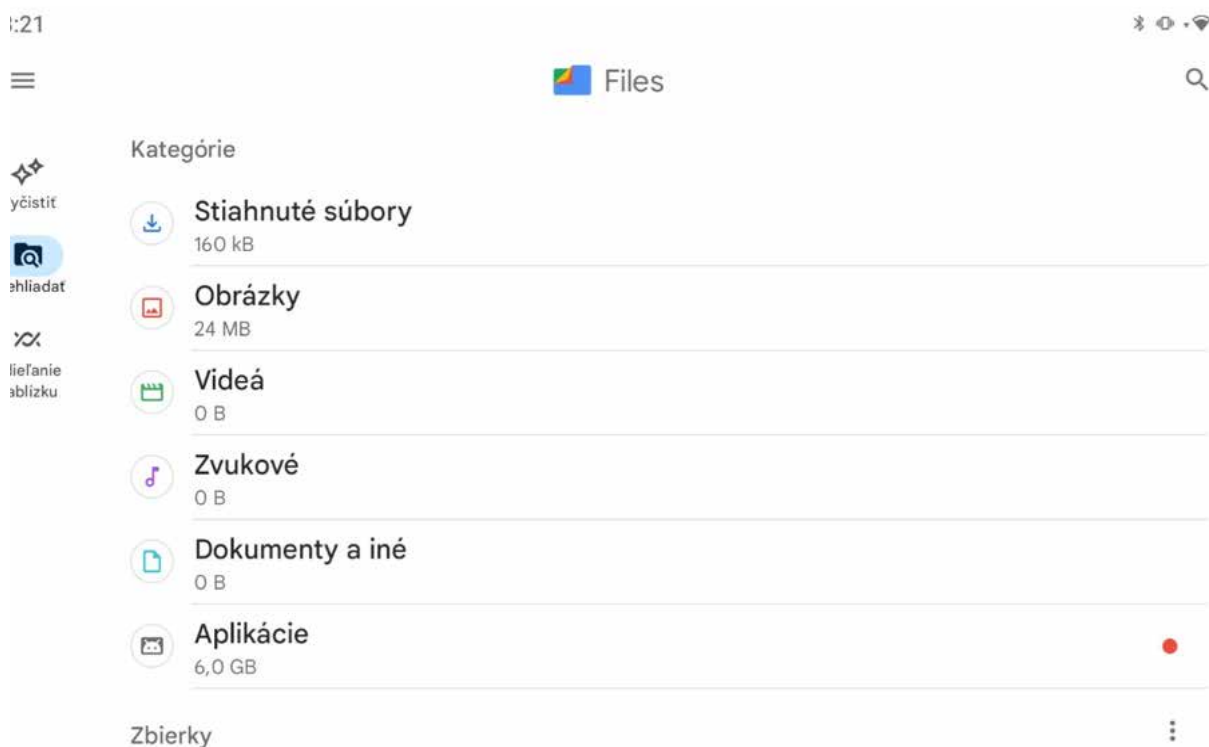 :21
Files
Kategórie
yčistiť
Stiahnuté súbory
160 kB
ehliadať
Obrázky
24 MB
ieľanie
ablízku
Videá
0 B
Zvukové
0 B
Dokumenty a iné
0 B
Aplikácie
6,0 GB
Zbierky